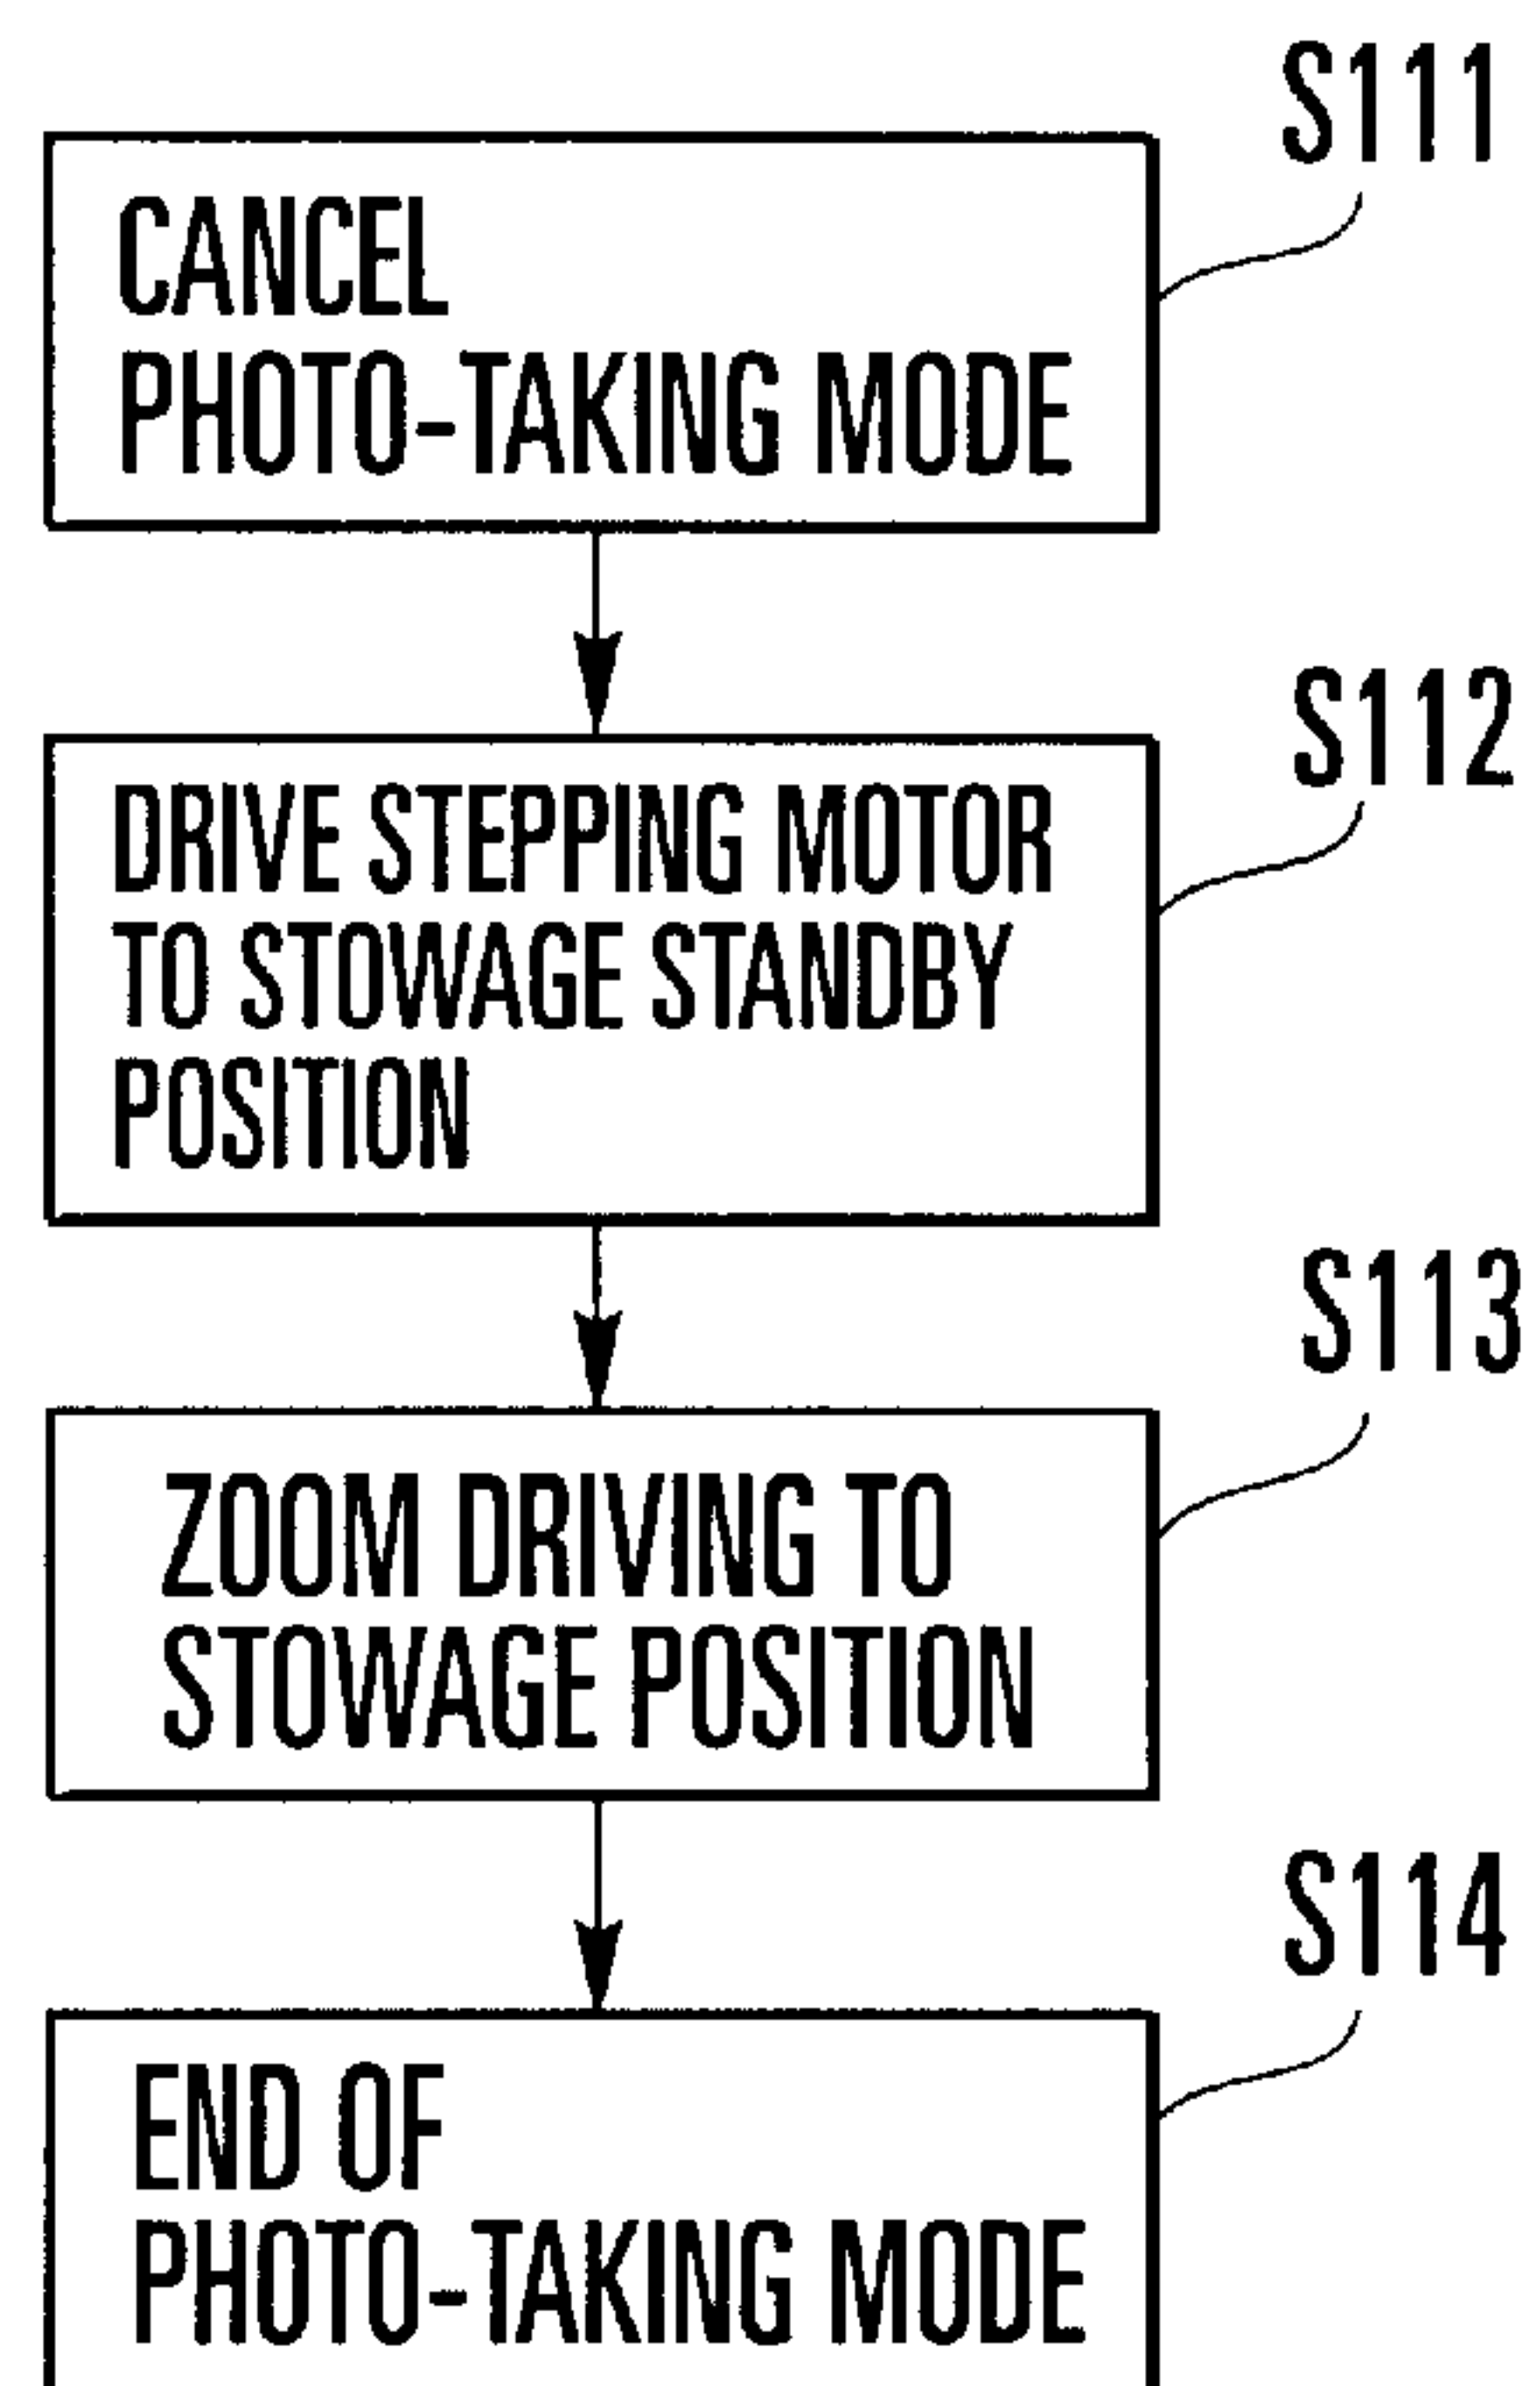 S111
CANCEL
PHOTO-TAKING MODE
S112
DRIVE STEPPING MOTOR
TO STOWAGE STANDBY
POSITION
S113
ZOOM DRIVING TO
STOWAGE POSITION
S114
END OF
PHOTO-TAKING MODE